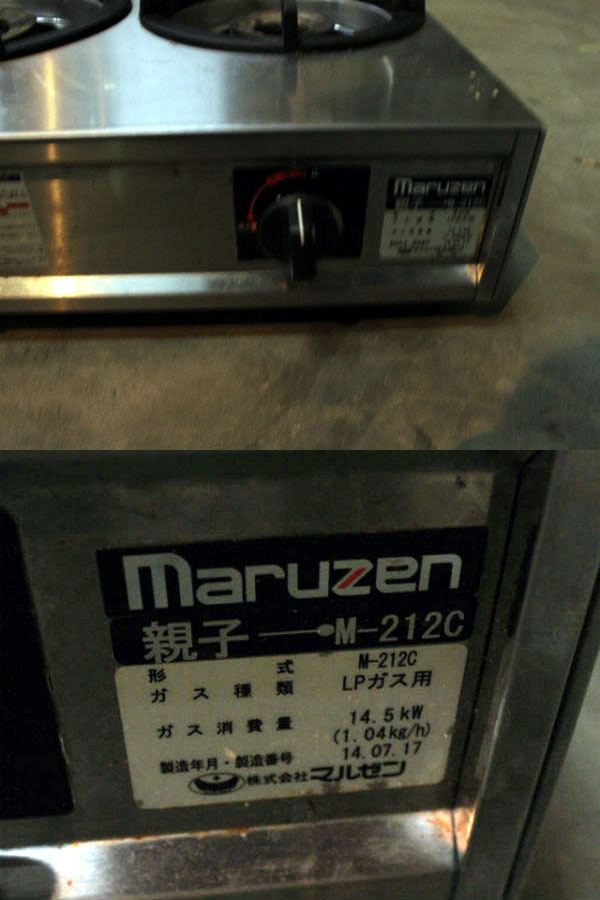 maruzen
M-212C
maruzen
親子 M-212C
形 式 M-212C
ガス種類 LPガス用
ガス消費量 14.5kW
(1.04kg/h)
製造年月・製造番号 14.07.17
株式会社マルゼン